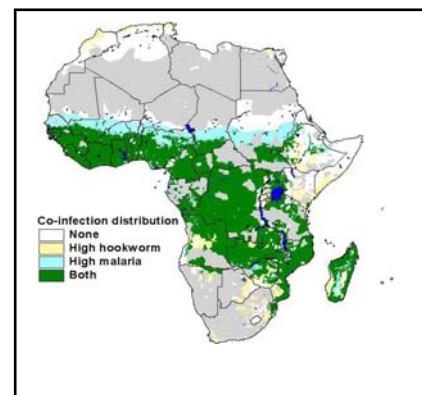 Co-infection distribution
None
High hookworm
High malaria
Both